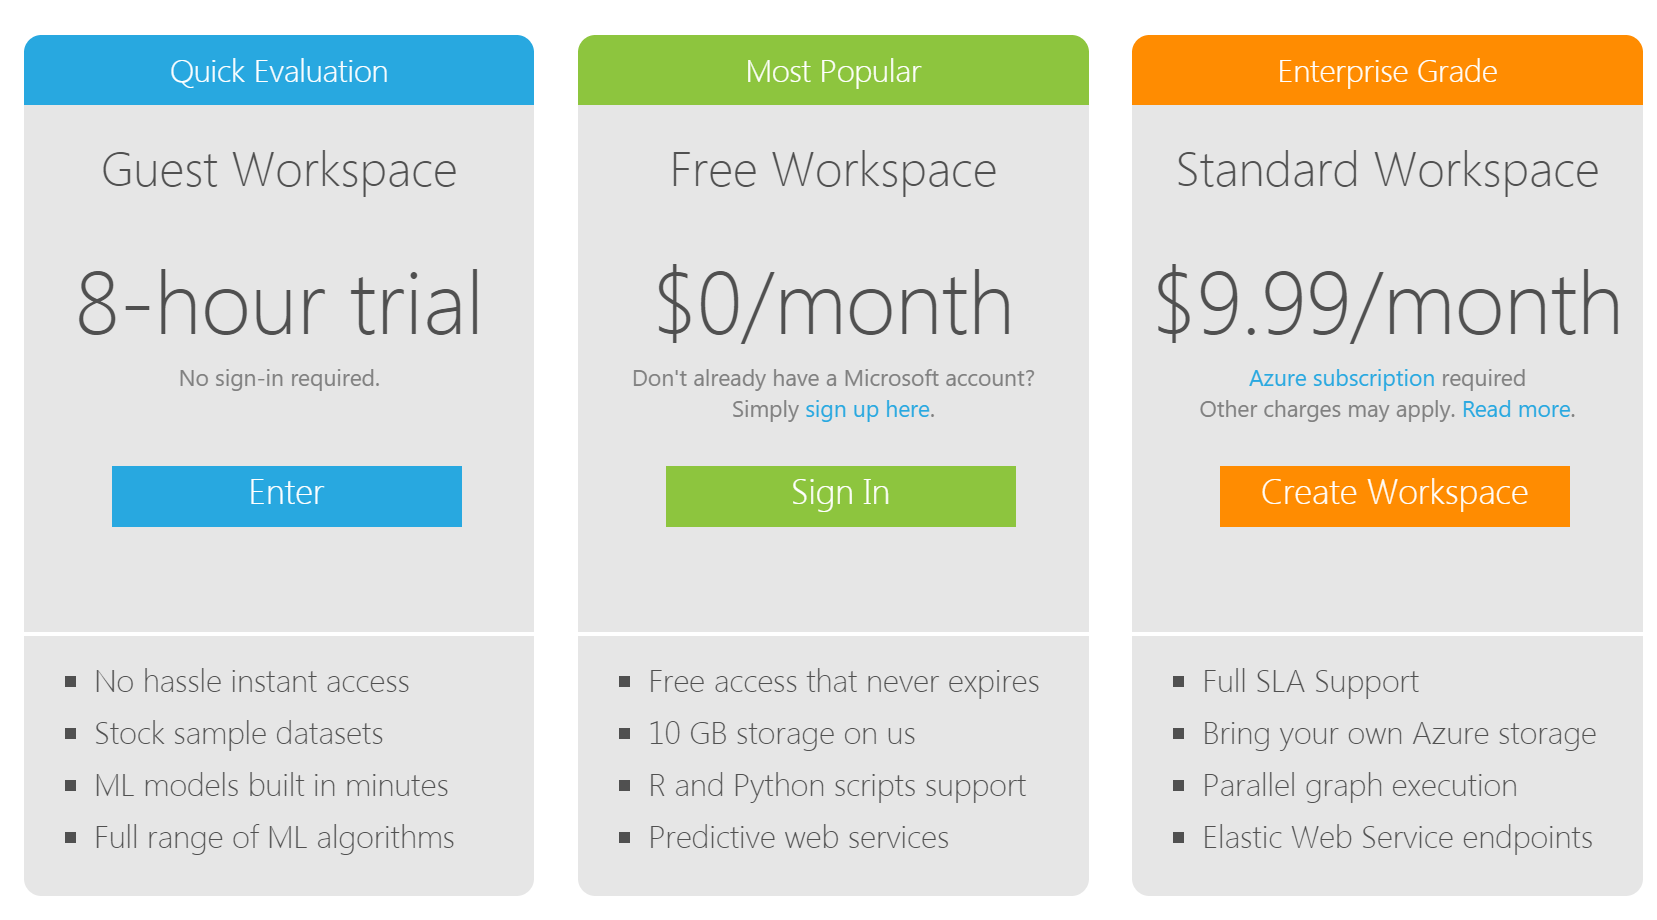 Quick Evaluation
Guest Workspace
8-hour trial
No sign-in required.
Enter
No hassle instant access
Stock sample datasets
ML models built in minutes
Full range of ML algorithms
Most Popular
Free Workspace
$0/month
Don't already have a Microsoft account?
Simply sign up here.
Sign In
Free access that never expires
10 GB storage on us
R and Python scripts support
Predictive web services
Enterprise Grade
Standard Workspace
$9.99/month
Azure subscription required
Other charges may apply. Read more.
Create Workspace
Full SLA Support
Bring your own Azure storage
Parallel graph execution
Elastic Web Service endpoints